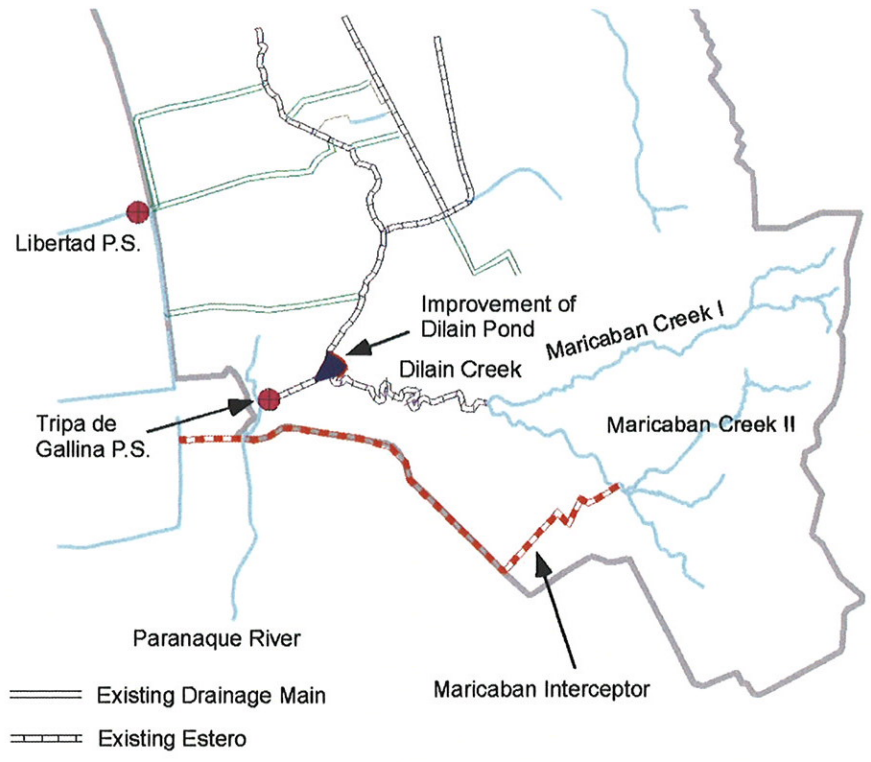 Libertad P.S.
Improvement of
Dilain Pond
Maricaban Creek I
Dilain Creek
Tripa de
Gallina P.S.
Maricaban Creek II
Paranaque River
Maricaban Interceptor
Existing Drainage Main
Existing Estero